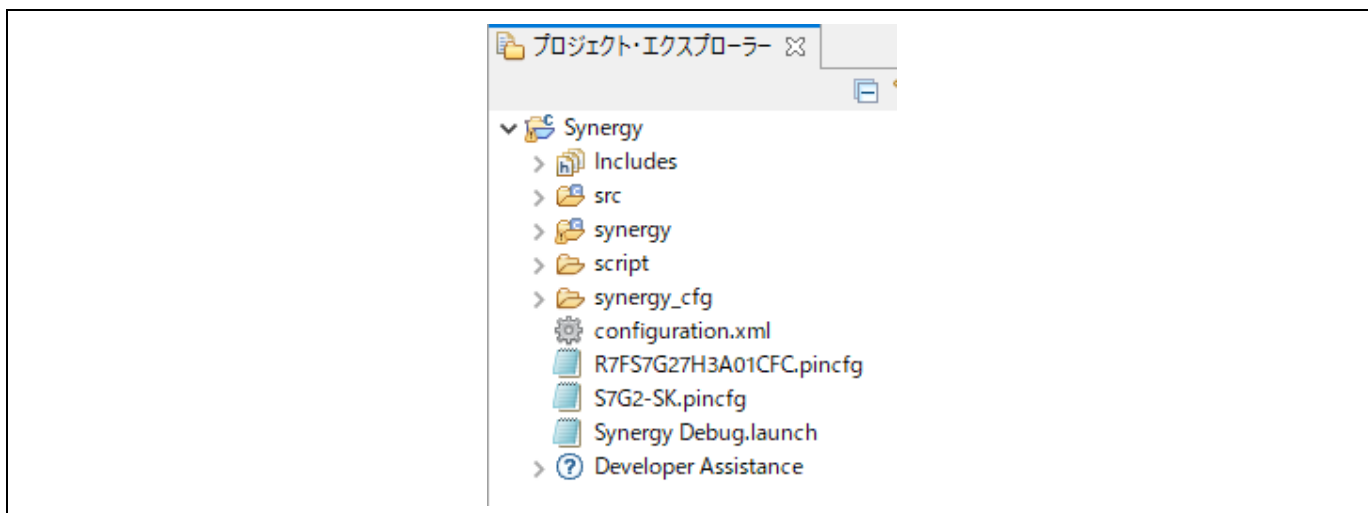 プロジェクト・エクスプローラー
Synergy
Includes
src
synergy
script
synergy_cfg
configuration.xml
R7FS7G27H3A01CFC.pincfg
S7G2-SK.pincfg
Synergy Debug.launch
Developer Assistance